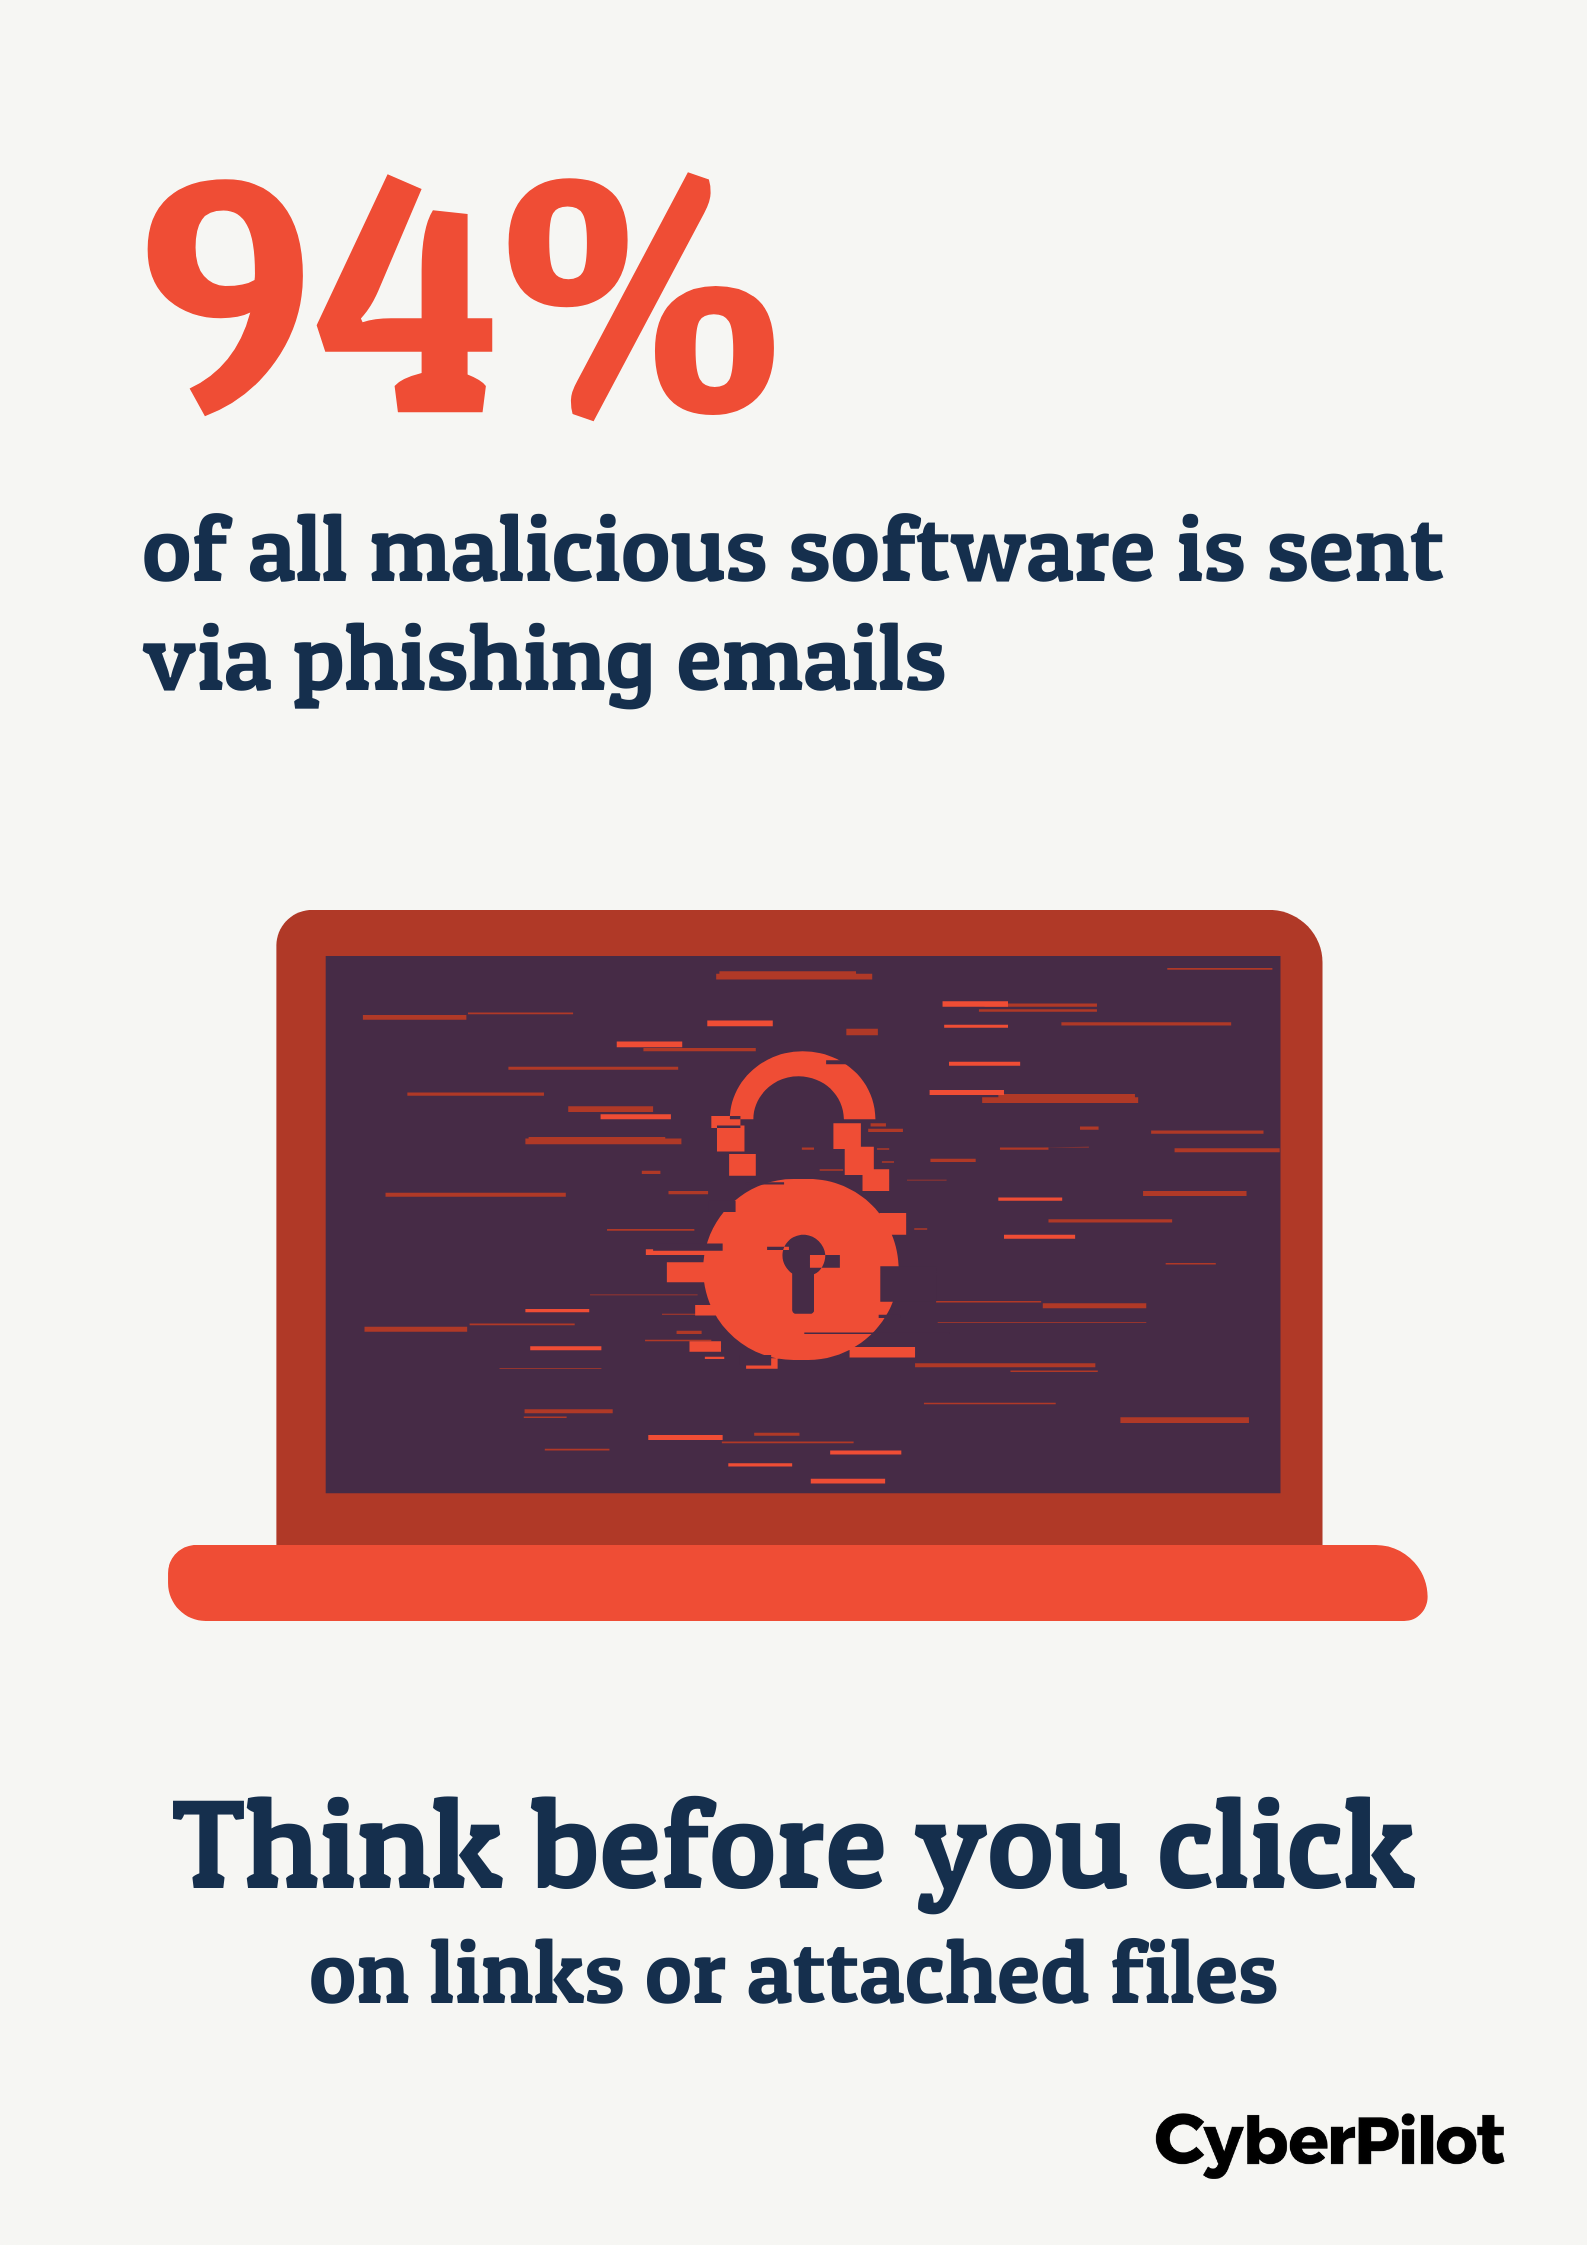 94%
of all malicious software is sent
via phishing emails
Think before you click
on links or attached files
CyberPilot